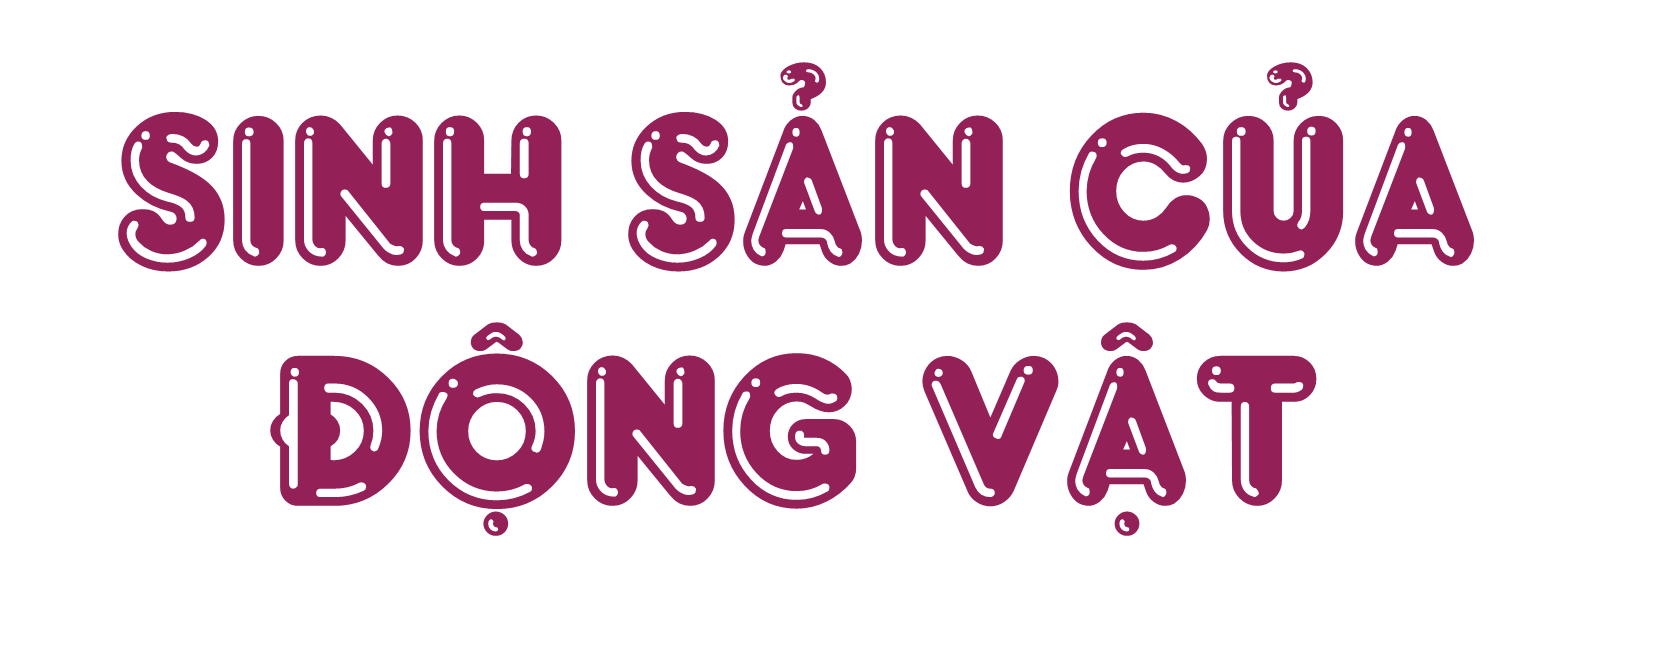 SINH SẢN CỦA
ĐỘNG VẬT